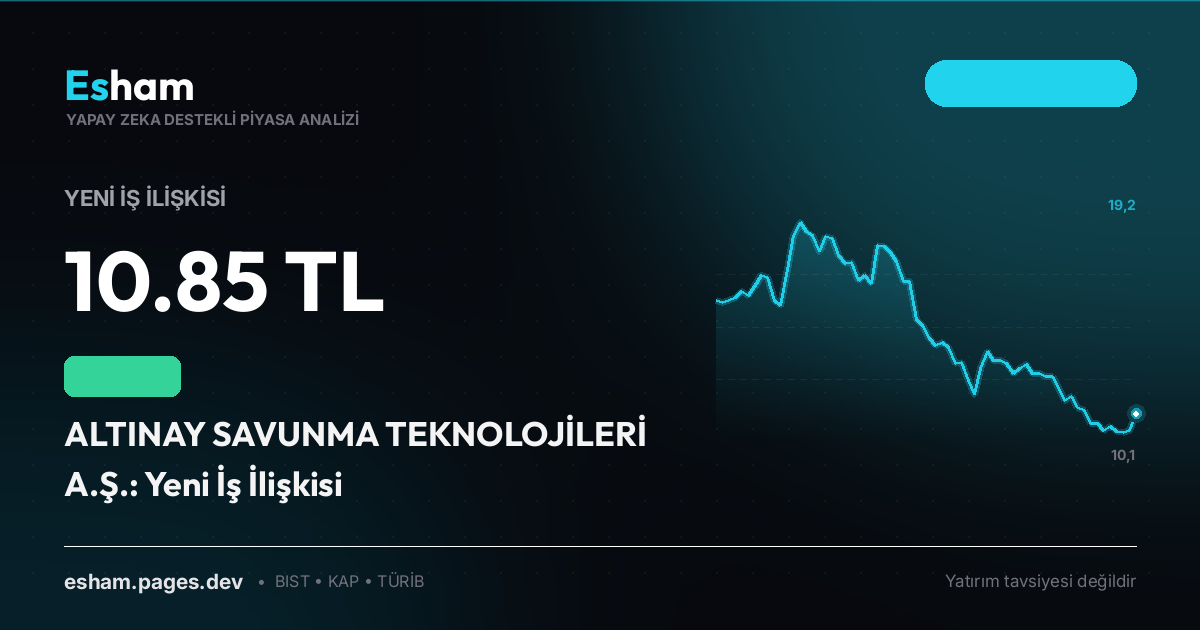 Esham
YAPAY ZEKA DESTEKLİ PİYASA ANALİZİ
YENİ İŞ İLİŞKİSİ
10.85 TL
ALTINAY SAVUNMA TEKNOLOJİLERİ
A.Ş.: Yeni İş İlişkisi
19,2
10,1
esham.pages.dev • BIST • KAP • TÜRİB
Yatırım tavsiyesi değildir